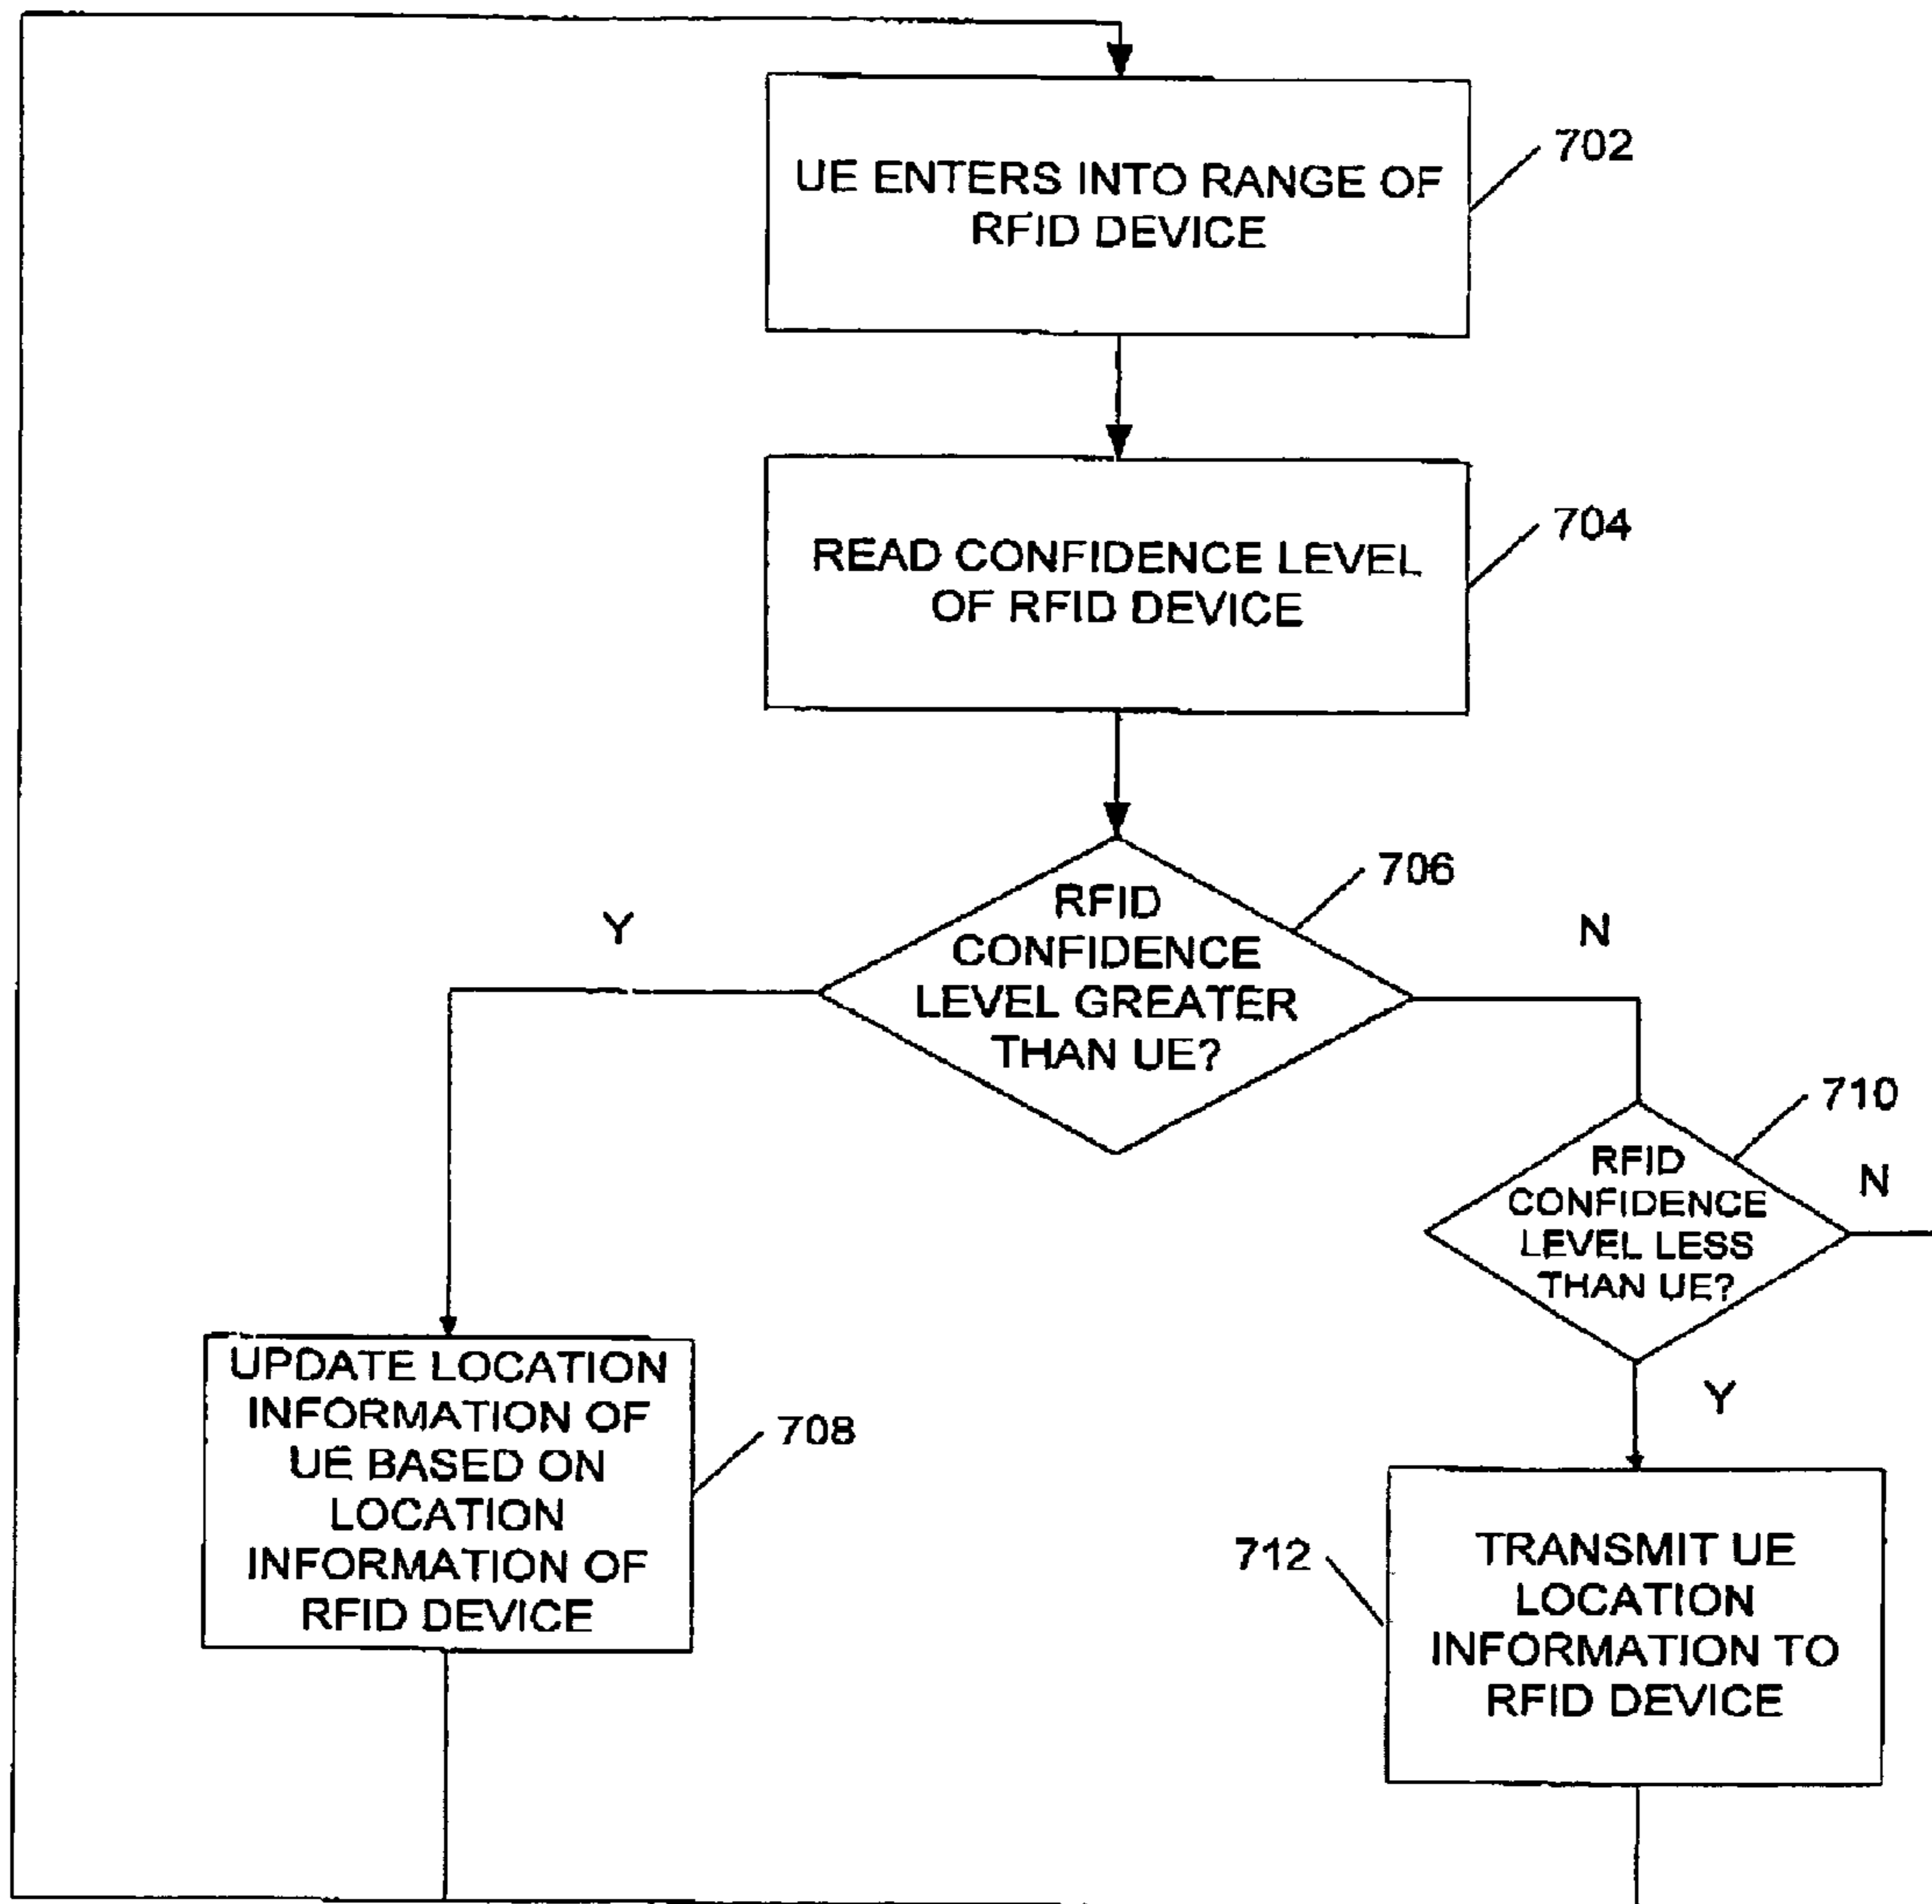 UE ENTERS INTO RANGE OF
RFID DEVICE
702
READ CONFIDENCE LEVEL
OF RFID DEVICE
704
706
RFID
CONFIDENCE
LEVEL GREATER
THAN UE?
Y
N
710
RFID
CONFIDENCE
LEVEL LESS
THAN UE?
N
Y
UPDATE LOCATION
INFORMATION OF
UE BASED ON
LOCATION
INFORMATION OF
RFID DEVICE
708
712
TRANSMIT UE
LOCATION
INFORMATION TO
RFID DEVICE